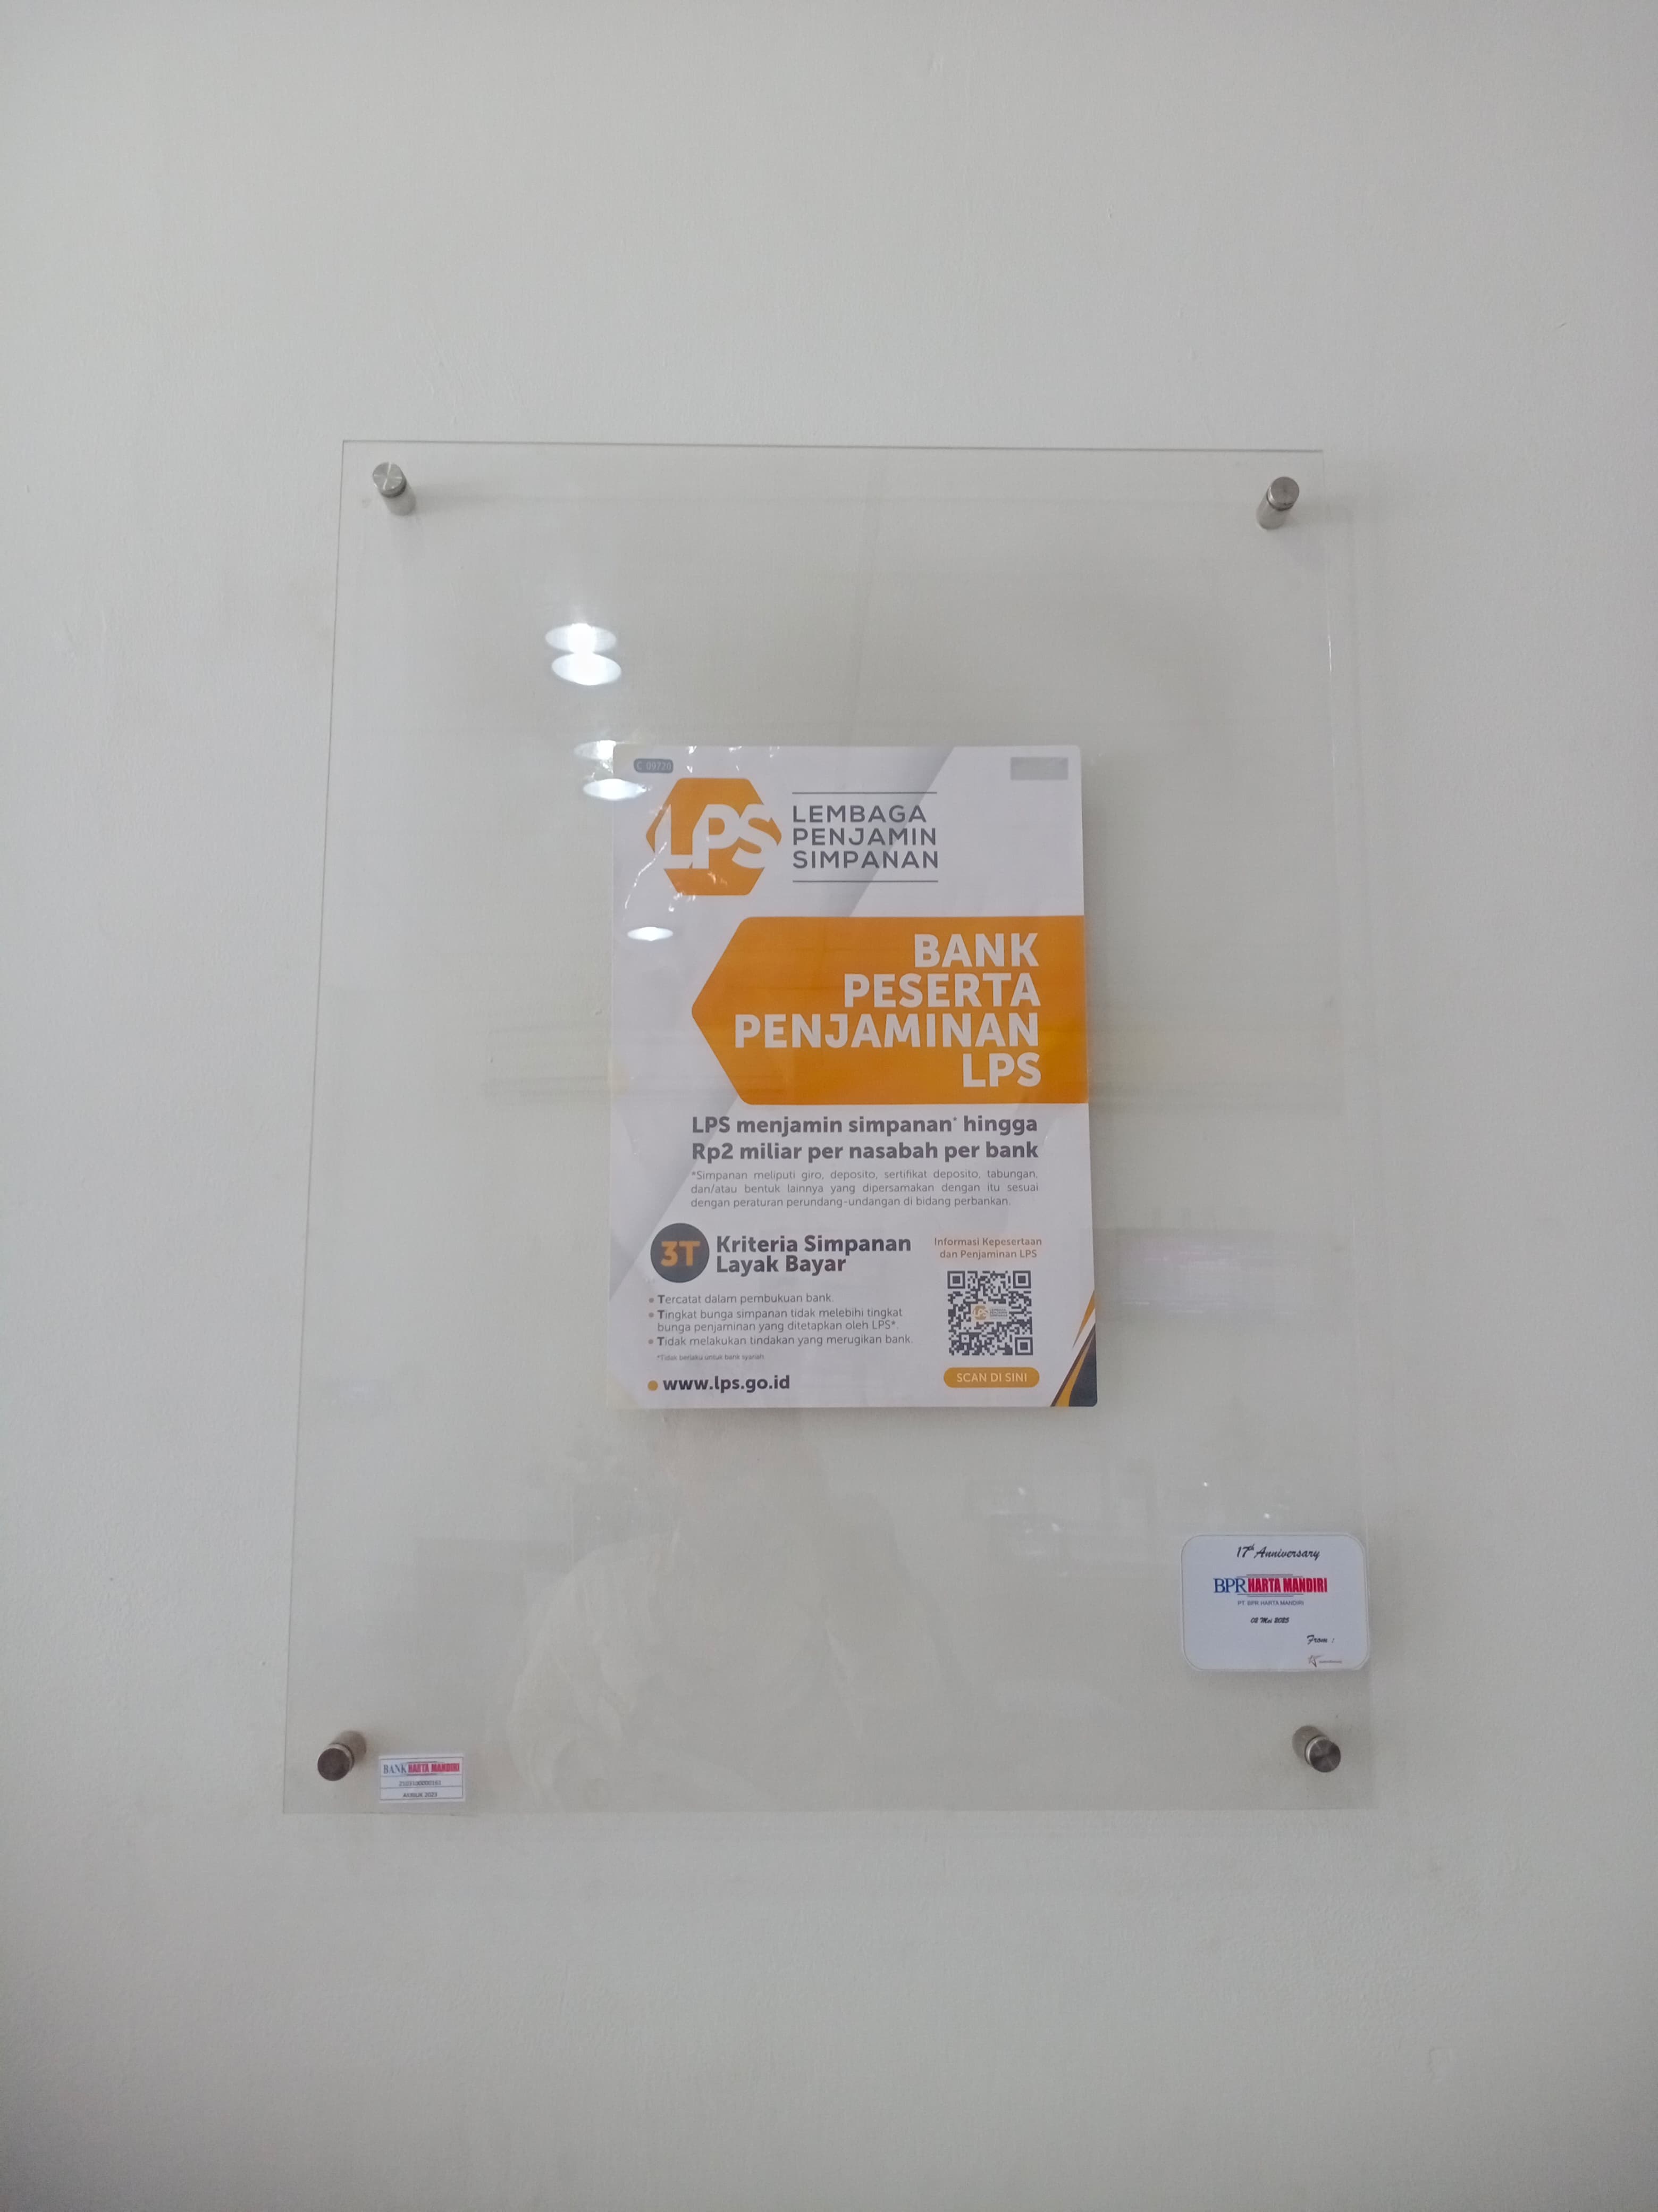 C 09720
LPS
LEMBAGA
PENJAMIN
SIMPANAN
BANK
PESERTA
PENJAMINAN
LPS
LPS menjamin simpanan* hingga
Rp2 miliar per nasabah per bank
*Simpanan meliputi giro, deposito, sertifikat deposito, tabungan,
dan/atau bentuk lainnya yang dipersamakan dengan itu sesuai
dengan peraturan perundang-undangan di bidang perbankan.
3T
Kriteria Simpanan
Layak Bayar
• Tercatat dalam pembukuan bank.
• Tingkat bunga simpanan tidak melebihi tingkat
bunga penjaminan yang ditetapkan oleh LPS*.
• Tidak melakukan tindakan yang merugikan bank.
*Tidak berlaku untuk bank syariah
www.lps.go.id
Informasi Kepesertaan
dan Penjaminan LPS
SCAN DI SINI
17th Anniversary
BPR HARTA MANDIRI
PT BPR HARTA MANDIRI
02 Mei 2025
From :
BANK HARTA MANDIRI